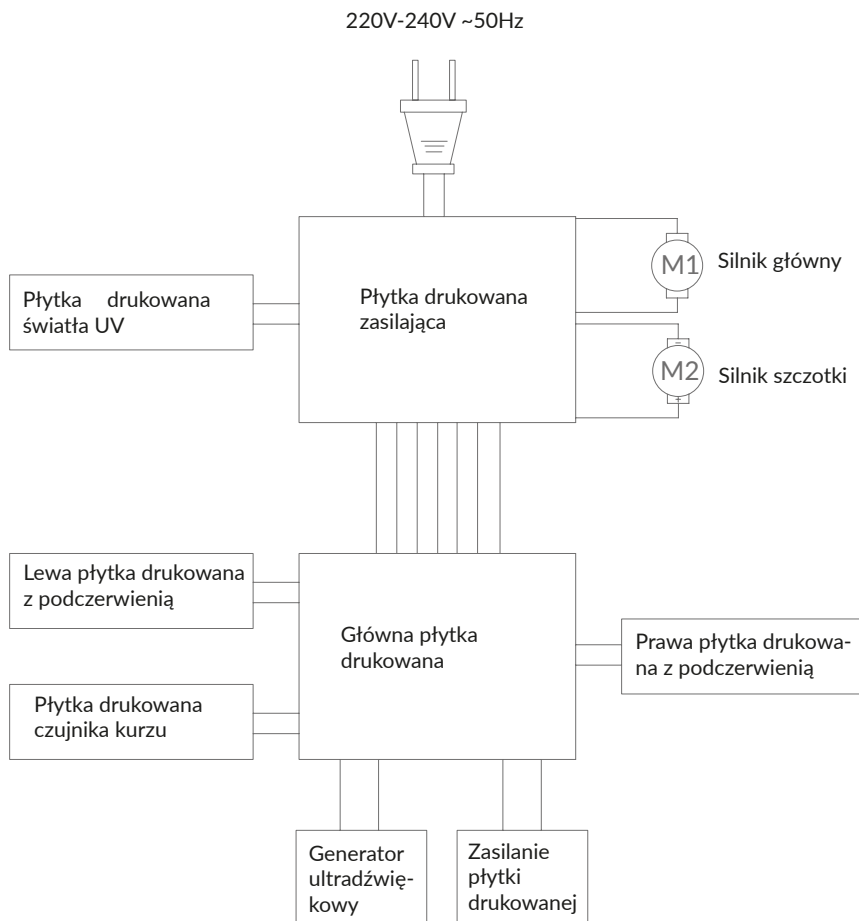 220V-240V ~50Hz
Płytka drukowana
światła UV
Płytka drukowana
zasilająca
M1
Silnik główny
-
M2
+
Silnik szczotki
Lewa płytka drukowana
z podczerwienią
Główna płytka
drukowana
Prawa płytka drukowa-
na z podczerwienią
Płytka drukowana
czujnika kurzu
Generator
ultradźwię-
kowy
Zasilanie
płytki
drukowanej